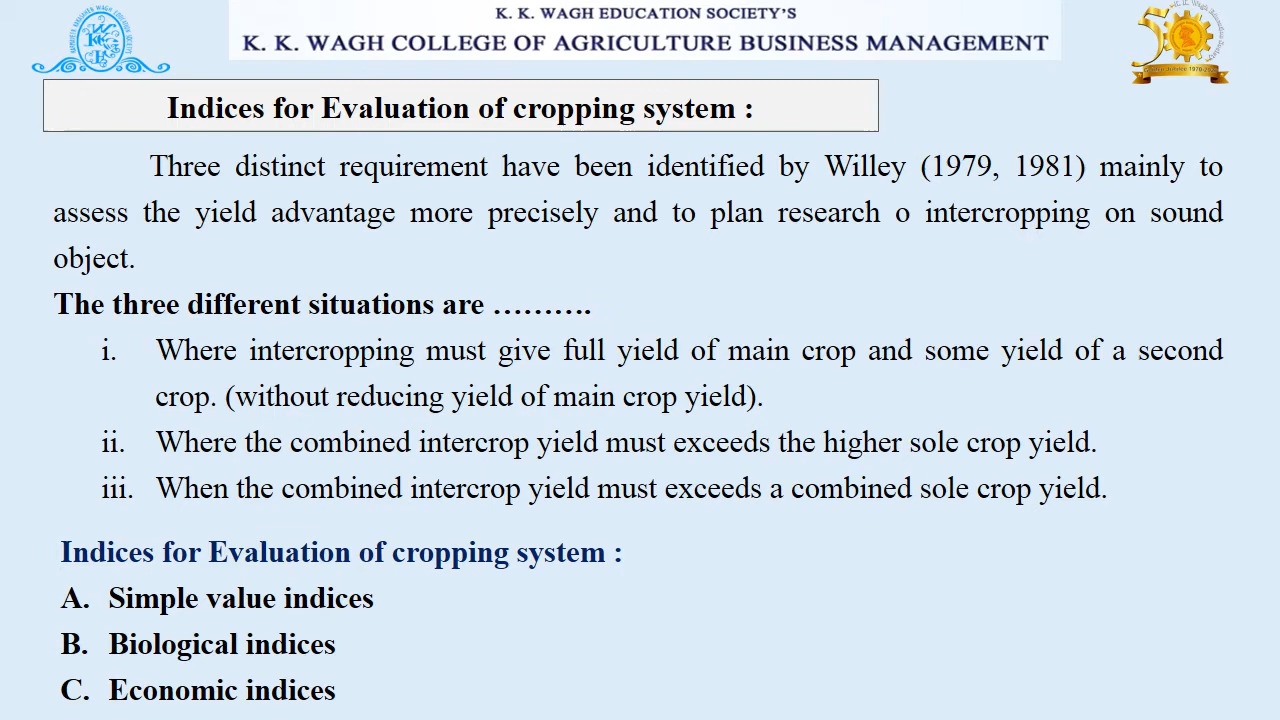 K. K. WAGH EDUCATION SOCIETY'S
K. K. WAGH COLLEGE OF AGRICULTURE BUSINESS MANAGEMENT
Indices for Evaluation of cropping system :
Three distinct requirement have been identified by Willey (1979, 1981) mainly to
assess the yield advantage more precisely and to plan research o intercropping on sound
object.
The three different situations are ……….
i. Where intercropping must give full yield of main crop and some yield of a second
crop. (without reducing yield of main crop yield).
ii. Where the combined intercrop yield must exceeds the higher sole crop yield.
iii. When the combined intercrop yield must exceeds a combined sole crop yield.
Indices for Evaluation of cropping system :
A. Simple value indices
B. Biological indices
C. Economic indices